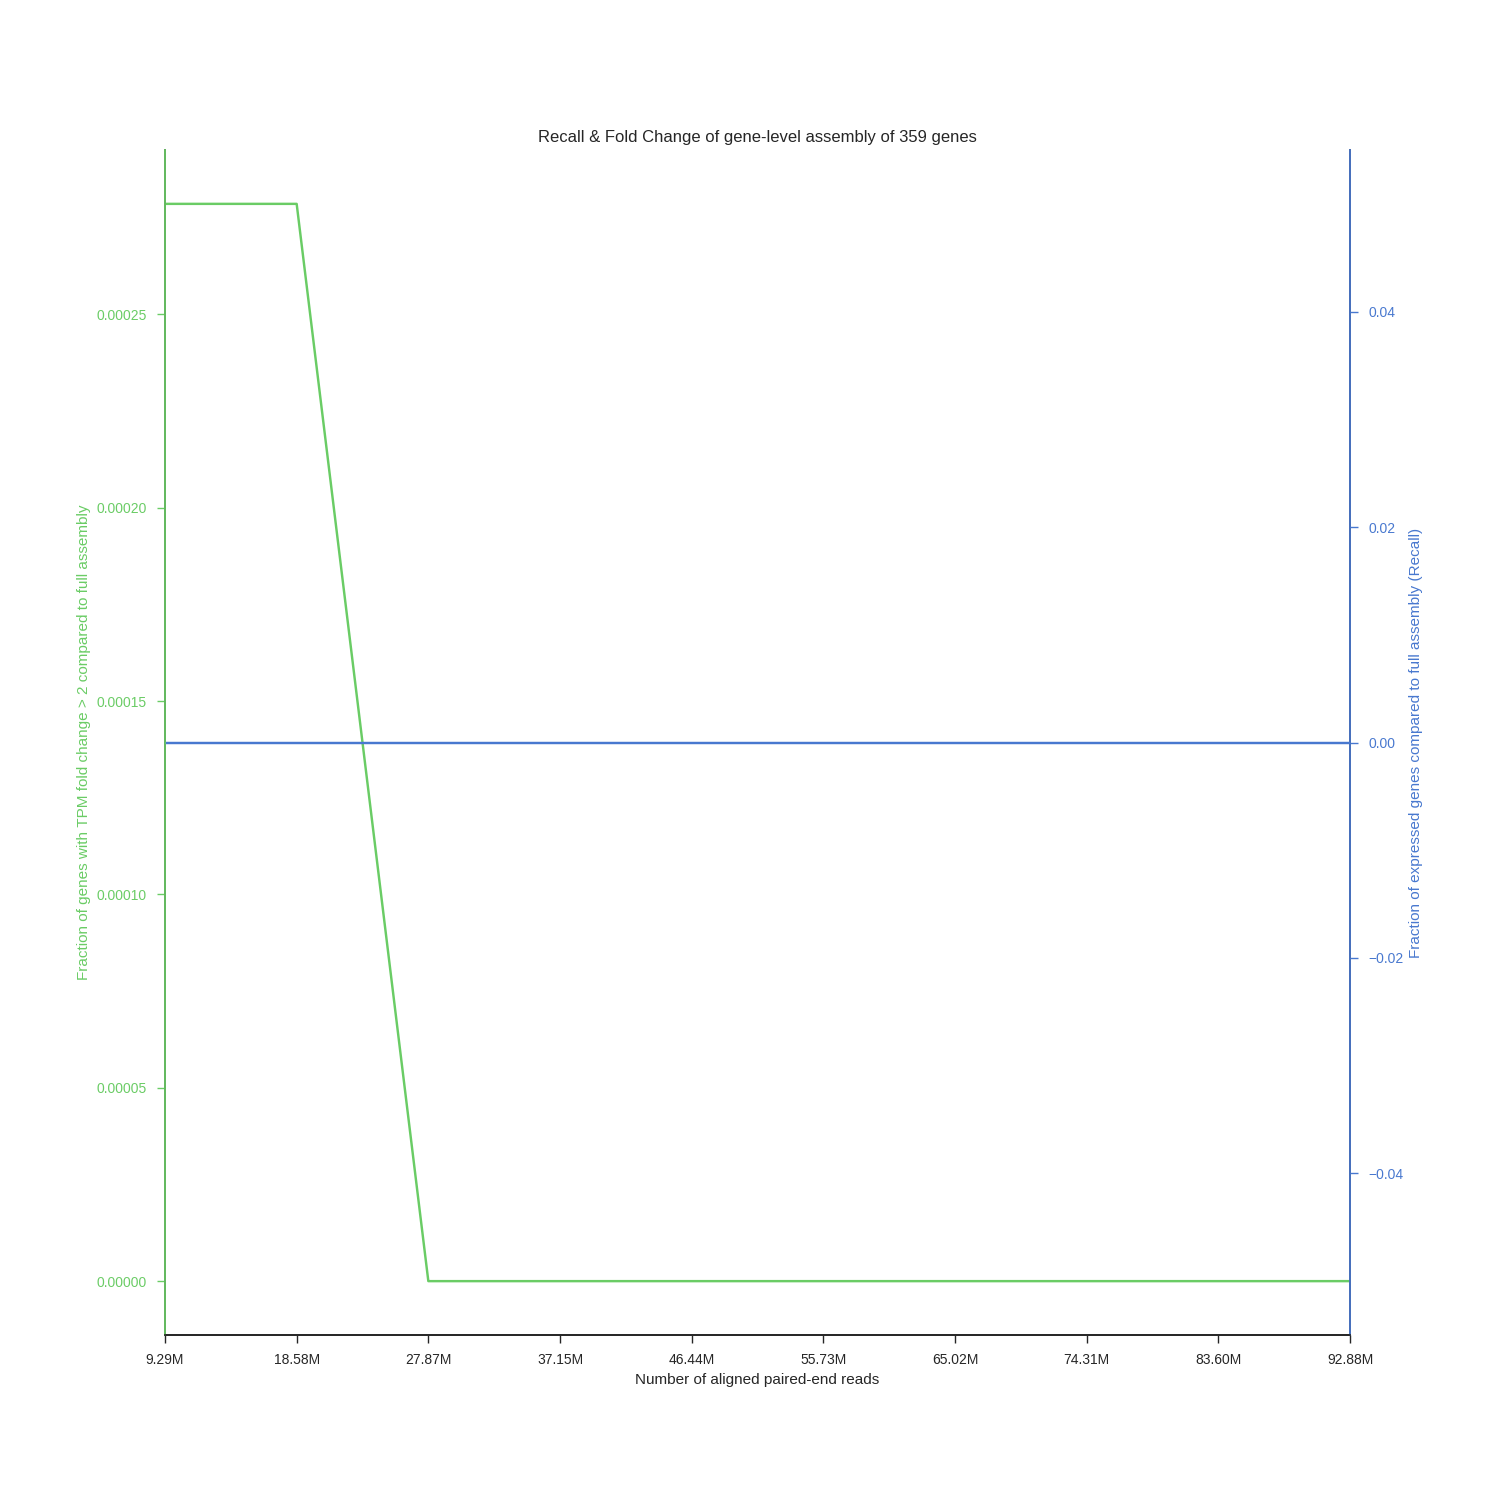 Recall & Fold Change of gene-level assembly of 359 genes
0.00025
0.00020
0.00015
0.00010
0.00005
0.00000
Fraction of genes with TPM fold change > 2 compared to full assembly
0.04
0.02
0.00
−0.02
−0.04
Fraction of expressed genes compared to full assembly (Recall)
9.29M 18.58M 27.87M 37.15M 46.44M 55.73M 65.02M 74.31M 83.60M 92.88M
Number of aligned paired-end reads